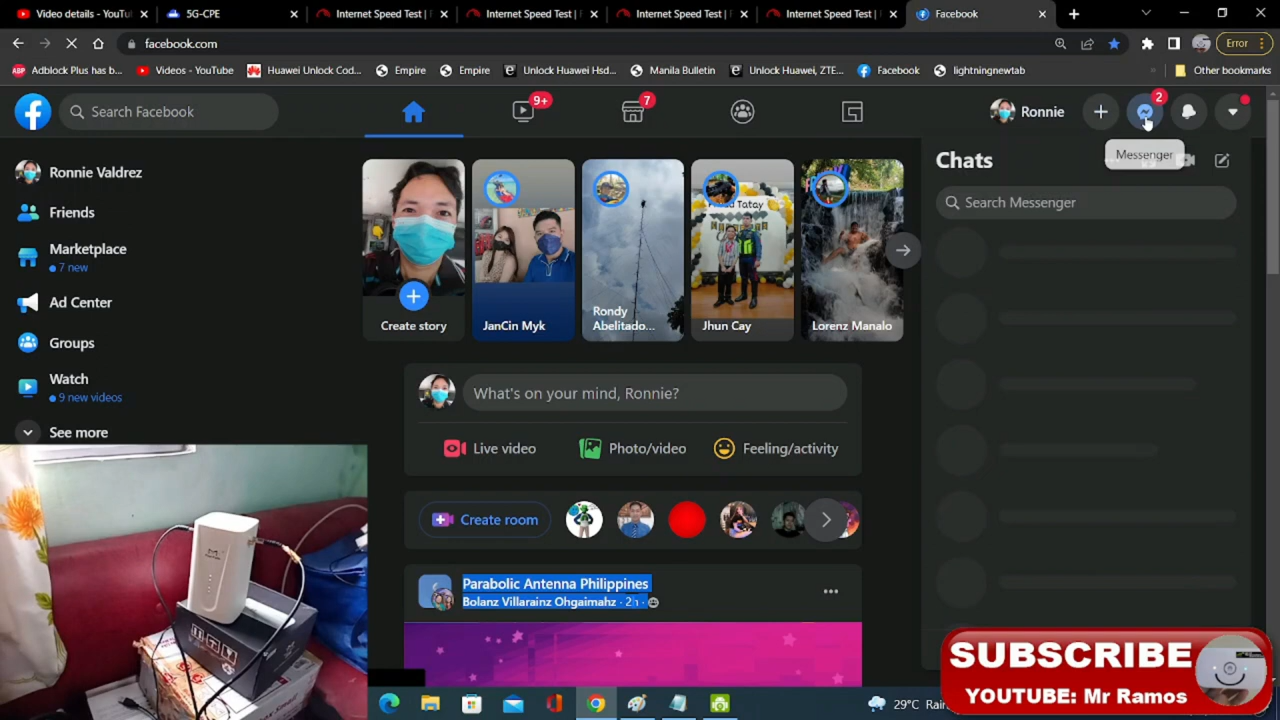 Video details - YouTu
5G-CPE
Internet Speed Test |
Internet Speed Test |
Internet Speed Test |
Internet Speed Test |
Facebook
facebook.com
Error
ABP
Adblock Plus has b...
Videos - YouTube
Huawei Unlock Cod...
Empire
Empire
Unlock Huawei Hsd...
Manila Bulletin
Unlock Huawei, ZTE...
Facebook
lightningnewtab
Other bookmarks
Search Facebook
9+
7
Ronnie
2
Messenger
Chats
Search Messenger
Ronnie Valdrez
Friends
Marketplace
7 new
Ad Center
Groups
Watch
9 new videos
See more
Create story
JanCin Myk
Rondy
Abelitado...
Tatay
Jhun Cay
Lorenz Manalo
What's on your mind, Ronnie?
Live video
Photo/video
Feeling/activity
Create room
Parabolic Antenna Philippines
Bolanz Villarainz Ohgaimahz
29°C
SUBSCRIBE
YOUTUBE: Mr Ramos